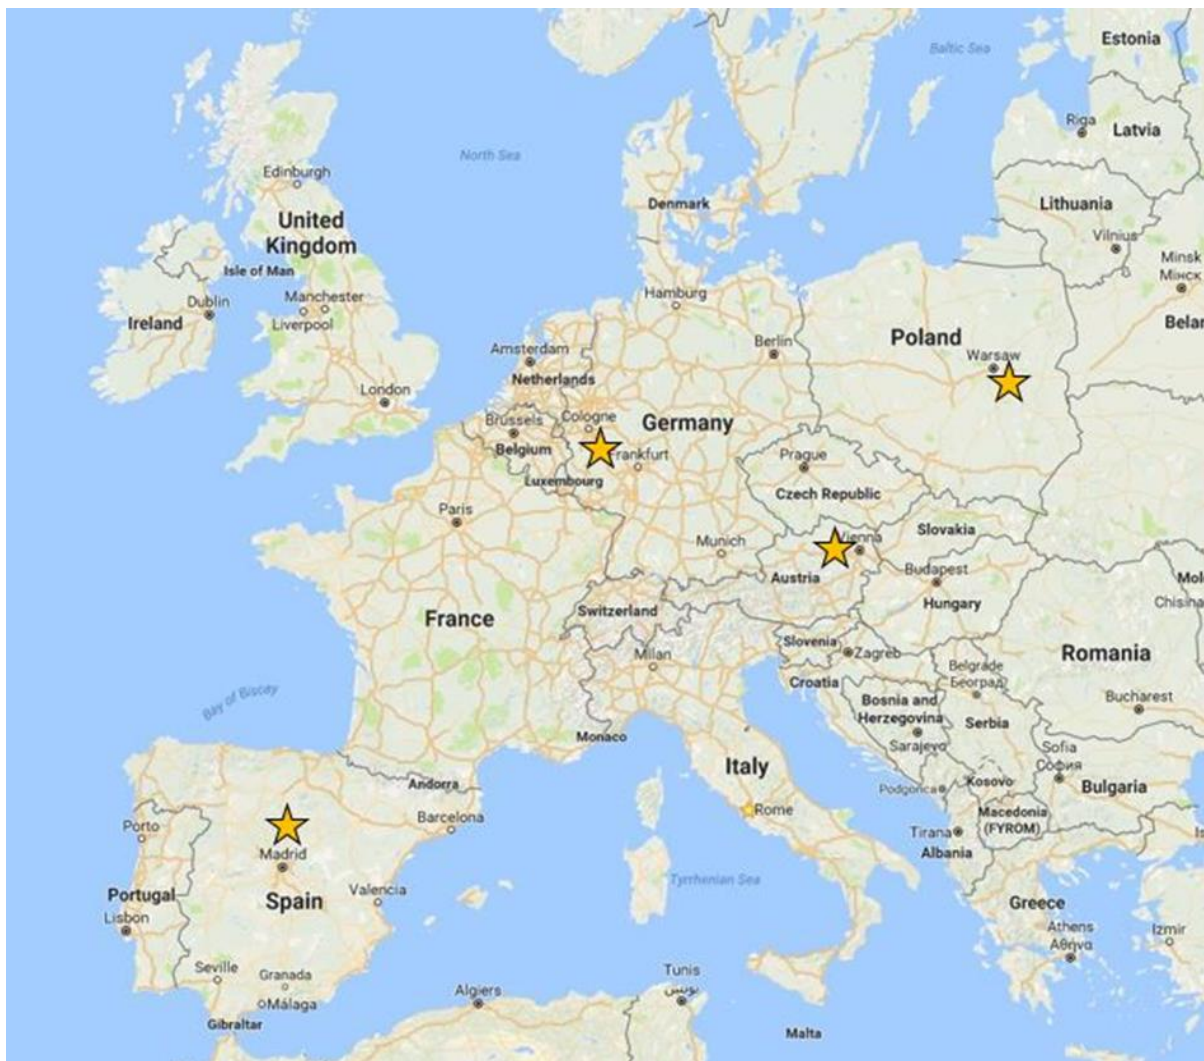 Estonia
Baltic Sea
Riga
Latvia
North Sea
Edinburgh
United
Kingdom
Denmark
Lithuania
Vilnius
Minsk
Мінск
Isle of Man
Dublin
Manchester
Liverpool
Ireland
Hamburg
Belar
Poland
Berlin
Warsaw
Amsterdam
Netherlands
London
Cologne
Brussels
Belgium
Germany
Frankfurt
Luxembourg
Prague
Czech Republic
Paris
Slovakia
Munich
Vienna
Austria
Budapest
Hungary
Mol
Chisina
Switzerland
France
Slovenia
Zagreb
Milan
Croatia
Romania
Belgrade
Београд
Bay of Biscay
Bosnia and
Herzegovina
Bucharest
Sarajevo
Serbia
Monaco
Sofia
София
Italy
Andorra
Kosovo
Podgorica
Bulgaria
Rome
Macedonia
(FYROM)
Porto
Barcelona
Tirana
Albania
Madrid
Tyrrhenian Sea
Portugal
Spain
Valencia
Lisbon
Greece
Athens
Αθήνα
Izmir
Seville
Granada
Málaga
Gibraltar
Algiers
Tunis
تونس
Malta